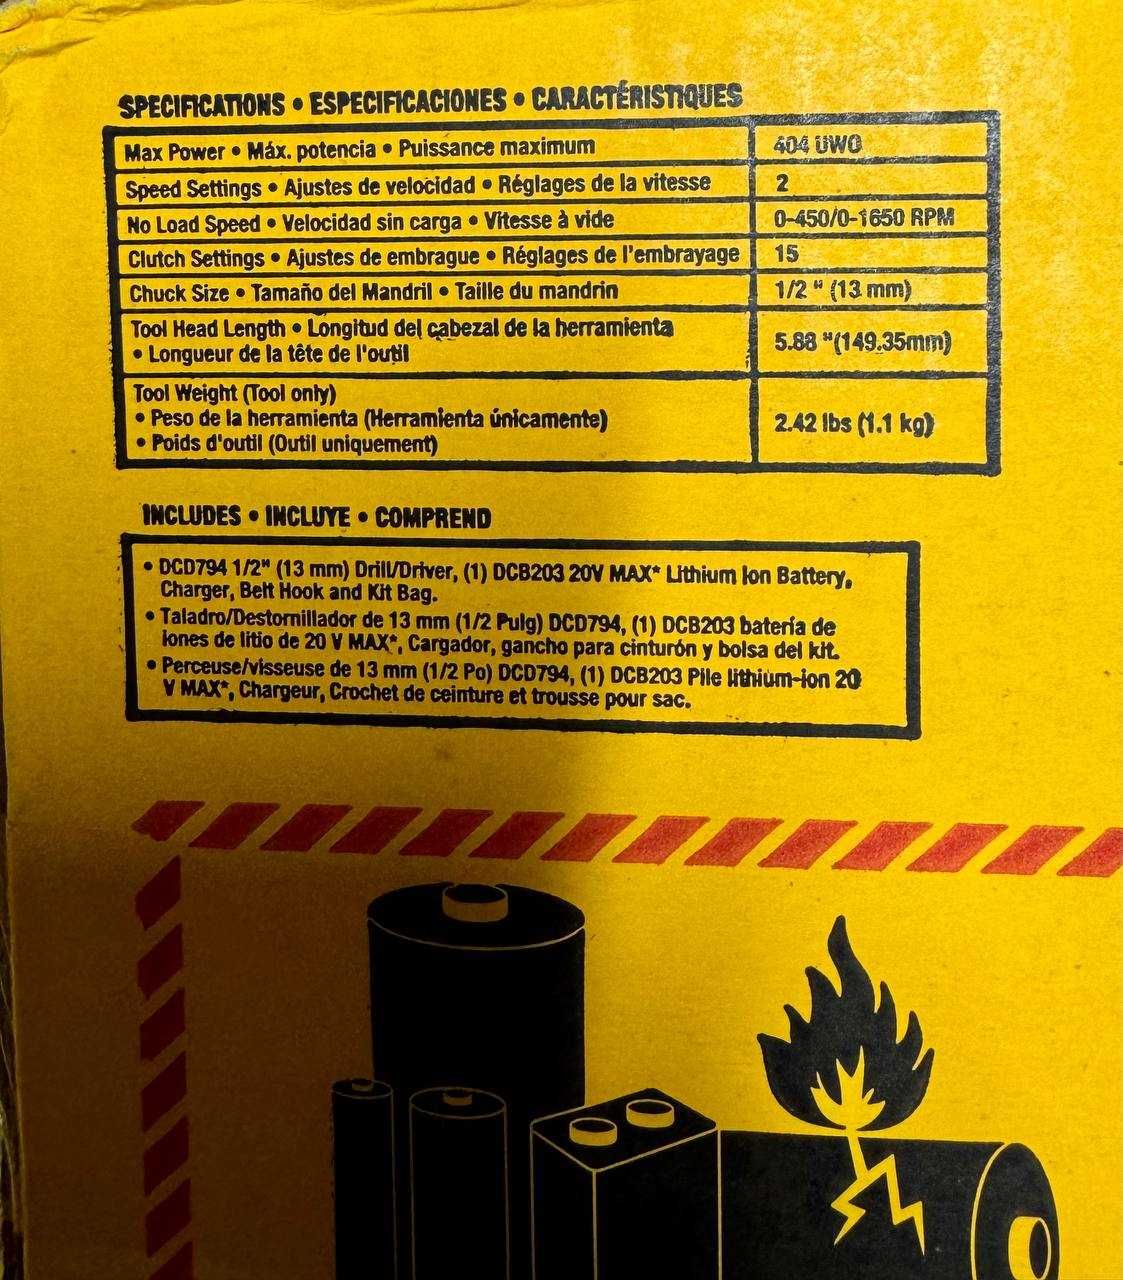 SPECIFICATIONS • ESPECIFICACIONES • CARACTÉRISTIQUES
Max Power • Máx. potencia • Puissance maximum 404 UWO
Speed Settings • Ajustes de velocidad • Réglages de la vitesse 2
No Load Speed • Velocidad sin carga • Vitesse à vide 0-450/0-1650 RPM
Clutch Settings • Ajustes de embrague • Réglages de l'embrayage 15
Chuck Size • Tamaño del Mandril • Taille du mandrin 1/2 " (13 mm)
Tool Head Length • Longitud del cabezal de la herramienta
• Longueur de la tête de l'outil 5.88 "(149.35mm)
Tool Weight (Tool only)
• Peso de la herramienta (Herramienta únicamente) 2.42 lbs (1.1 kg)
• Poids d'outil (Outil uniquement)
INCLUDES • INCLUYE • COMPREND
• DCD794 1/2" (13 mm) Drill/Driver, (1) DCB203 20V MAX* Lithium Ion Battery,
Charger, Belt Hook and Kit Bag.
• Taladro/Destornillador de 13 mm (1/2 Pulg) DCD794, (1) DCB203 batería de
iones de litio de 20 V MAX*, Cargador, gancho para cinturón y bolsa del kit.
• Perceuse/visseuse de 13 mm (1/2 Po) DCD794, (1) DCB203 Pile lithium-ion 20
V MAX*, Chargeur, Crochet de ceinture et trousse pour sac.